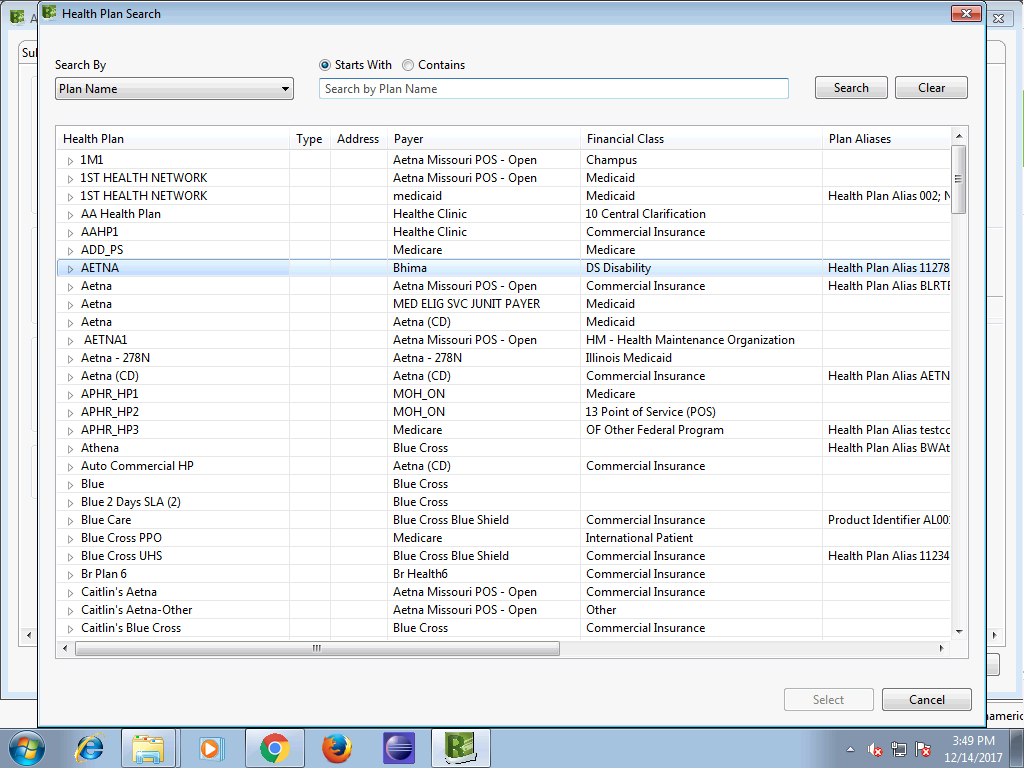 A
Health Plan Search
Sul
Search By
Starts With Contains
Plan Name Search by Plan Name Search Clear
Health Plan Type Address Payer Financial Class Plan Aliases
1M1 Aetna Missouri POS - Open Champus
1ST HEALTH NETWORK Aetna Missouri POS - Open Medicaid
1ST HEALTH NETWORK medicaid Medicaid Health Plan Alias 002; N
AA Health Plan Healthe Clinic 10 Central Clarification
AAHP1 Healthe Clinic Commercial Insurance
ADD_PS Medicare Medicare
AETNA Bhima DS Disability Health Plan Alias 11278
Aetna Aetna Missouri POS - Open Commercial Insurance Health Plan Alias BLRTE
Aetna MED ELIG SVC JUNIT PAYER Medicaid
Aetna Aetna (CD) Medicaid
AETNA1 Aetna Missouri POS - Open HM - Health Maintenance Organization
Aetna - 278N Aetna - 278N Illinois Medicaid
Aetna (CD) Aetna (CD) Commercial Insurance Health Plan Alias AETN
APHR_HP1 MOH_ON Medicare
APHR_HP2 MOH_ON 13 Point of Service (POS)
APHR_HP3 Medicare OF Other Federal Program Health Plan Alias testcc
Athena Blue Cross Health Plan Alias BWAt
Auto Commercial HP Aetna (CD) Commercial Insurance
Blue Blue Cross
Blue 2 Days SLA (2) Blue Cross
Blue Care Blue Cross Blue Shield Commercial Insurance Product Identifier AL00
Blue Cross PPO Medicare International Patient
Blue Cross UHS Blue Cross Blue Shield Commercial Insurance Health Plan Alias 11234
Br Plan 6 Br Health6 Commercial Insurance
Caitlin's Aetna Aetna Missouri POS - Open Commercial Insurance
Caitlin's Aetna-Other Aetna Missouri POS - Open Other
Caitlin's Blue Cross Blue Cross Commercial Insurance
Select Cancel
nameric
3:49 PM
12/14/2017